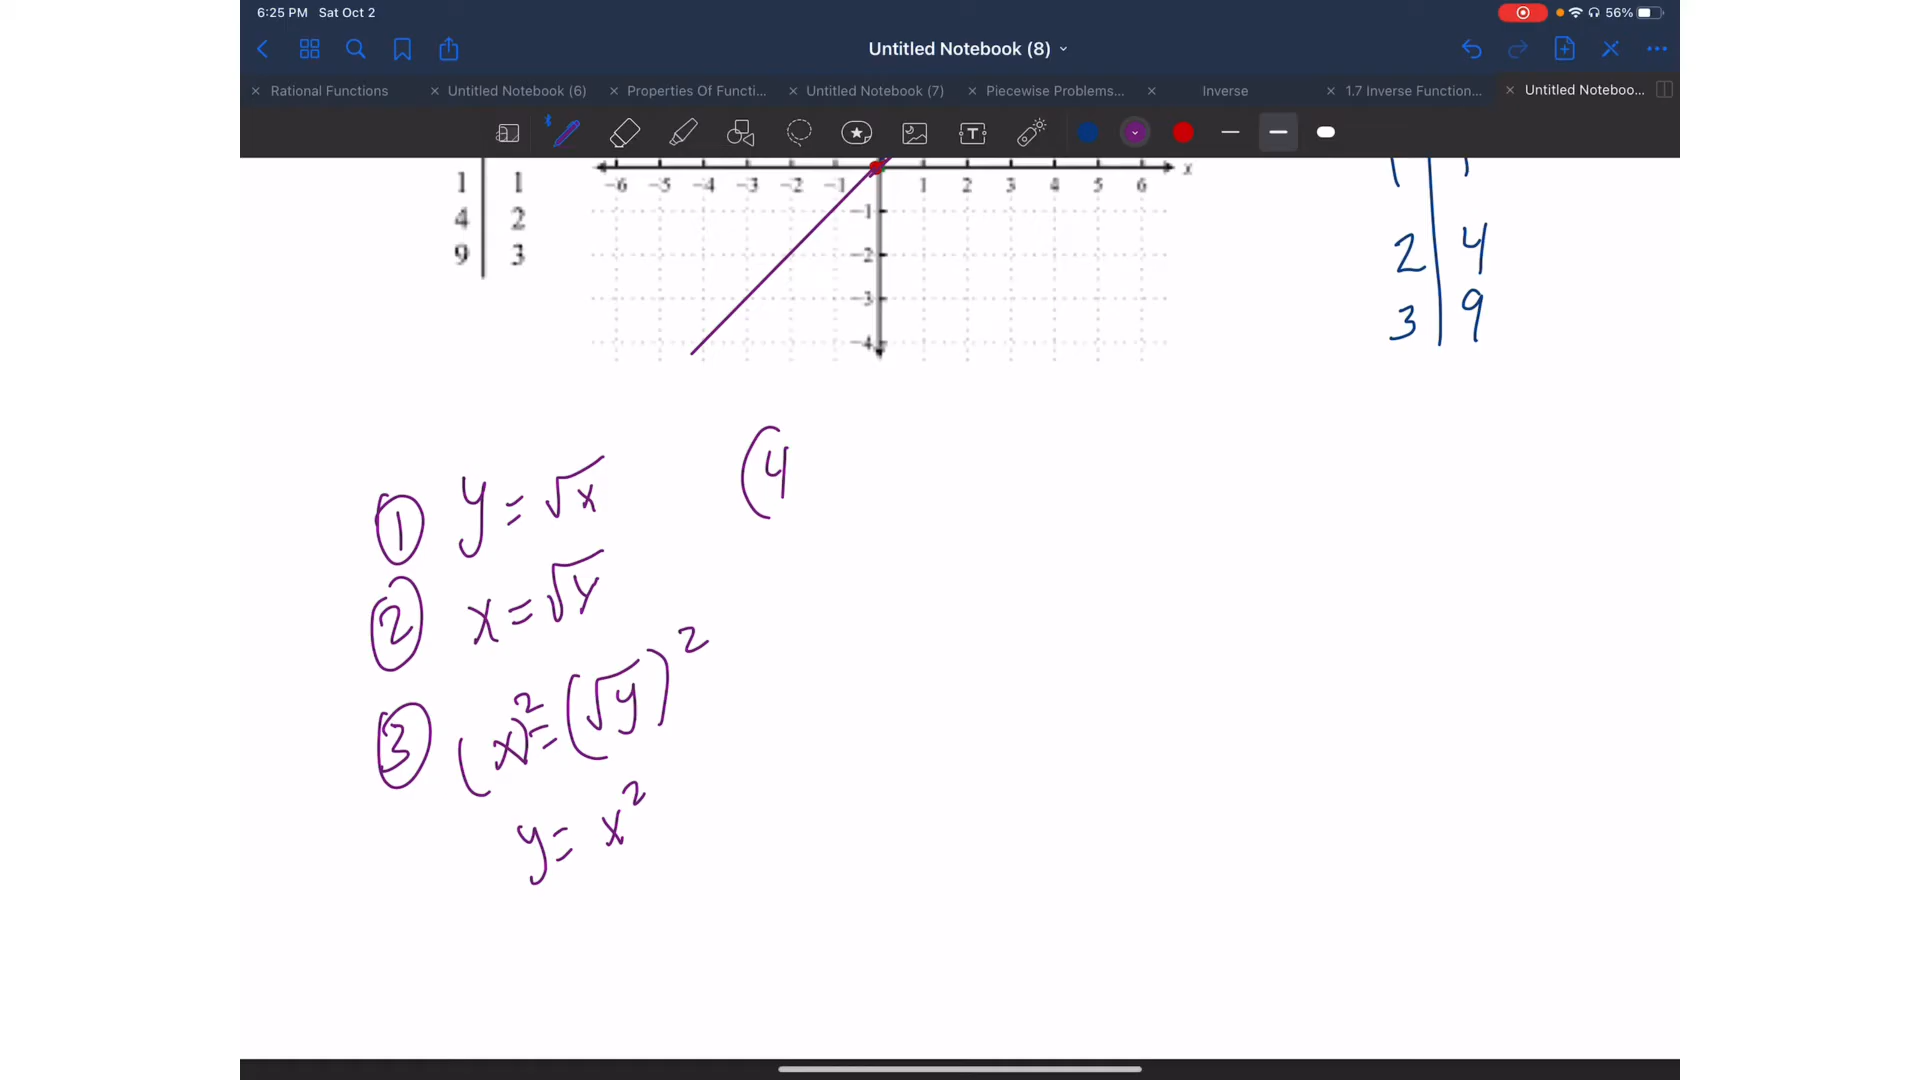 6:25 PM Sat Oct 2 56%
Untitled Notebook (8)
Rational Functions Untitled Notebook (6) Properties Of Functi... Untitled Notebook (7) Piecewise Problems... Inverse 1.7 Inverse Function... Untitled Noteboo...
T
x
-6 -5 -4 -3 -2 -1 1 2 3 4 5 6
-1
-2
-3
-4
1 1
4 2
9 3
1 1
2 4
3 9
① y = √x (4
② x = √y
③ (x)² = (√y)²
y = x²